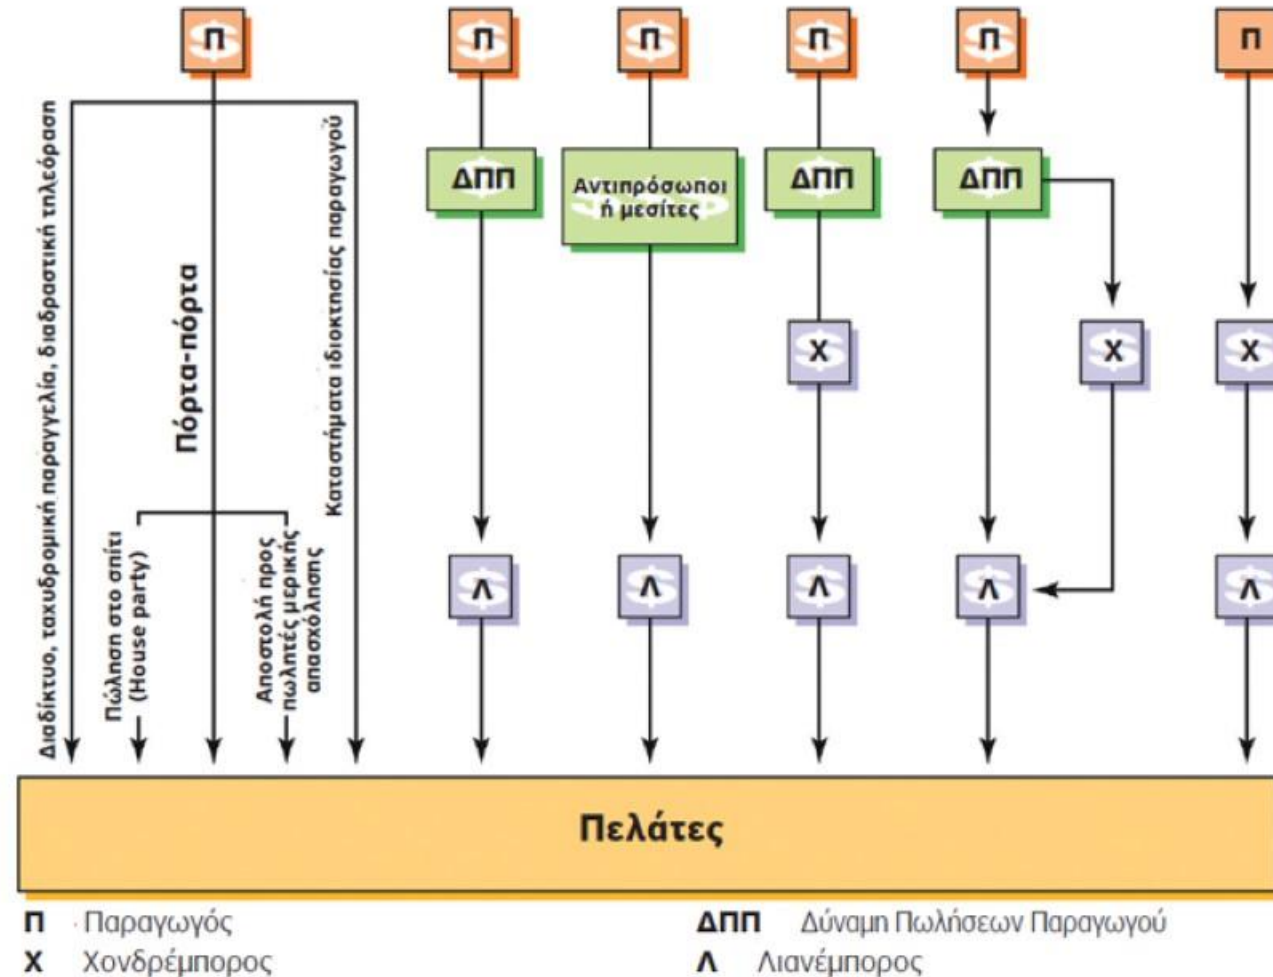 Π Π Π Π Π Π
Διαδίκτυο, ταχυδρομική παραγγελία, διαδραστική τηλεόραση
Πώληση στο σπίτι
(House party)
Πόρτα-πόρτα
Αποστολή προς
πωλητές μερικής
απασχόλησης
Καταστήματα ιδιοκτησίας παραγωγού
ΔΠΠ
Αντιπρόσωποι
ή μεσίτες
ΔΠΠ
ΔΠΠ
Χ Χ Χ
Λ Λ Λ Λ Λ
Πελάτες
Π Παραγωγός
ΔΠΠ Δύναμη Πωλήσεων Παραγωγού
Χ Χονδρέμπορος
Λ Λιανέμπορος